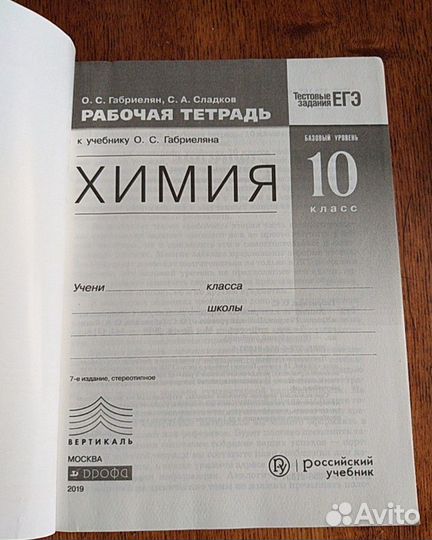 О. С. Габриелян, С. А. Сладков
РАБОЧАЯ ТЕТРАДЬ
Тестовые
задания ЕГЭ
к учебнику О. С. Габриеляна
ХИМИЯ
БАЗОВЫЙ УРОВЕНЬ
10
класс
Учени класса
школы
7-е издание, стереотипное
ВЕРТИКАЛЬ
МОСКВА
дрофа
2019
российский
учебник
Avito